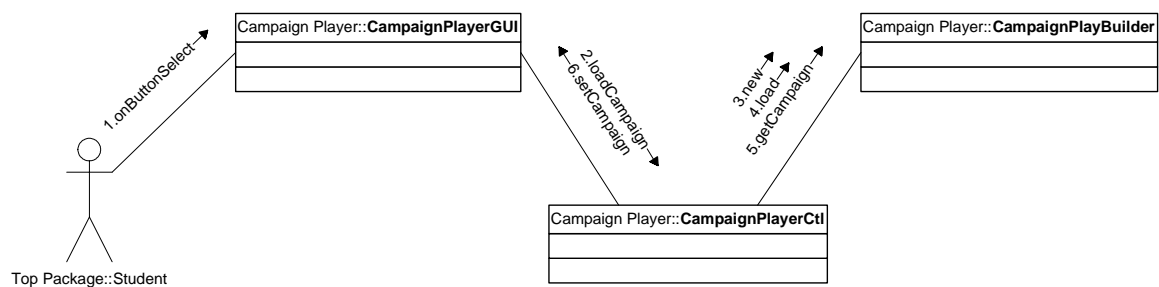 Campaign Player::CampaignPlayerGUI
Campaign Player::CampaignPlayBuilder
1.onButtonSelect
2.loadCampaign
6.setCampaign
3.new
4.load
5.getCampaign
Campaign Player::CampaignPlayerCtl
Top Package::Student